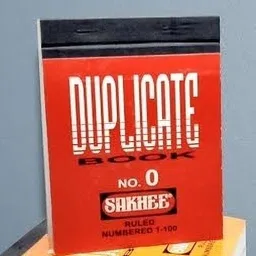 DUPLICATE
BOOK
NO. 0
SAKHEE
RULED
NUMBERED 1-100